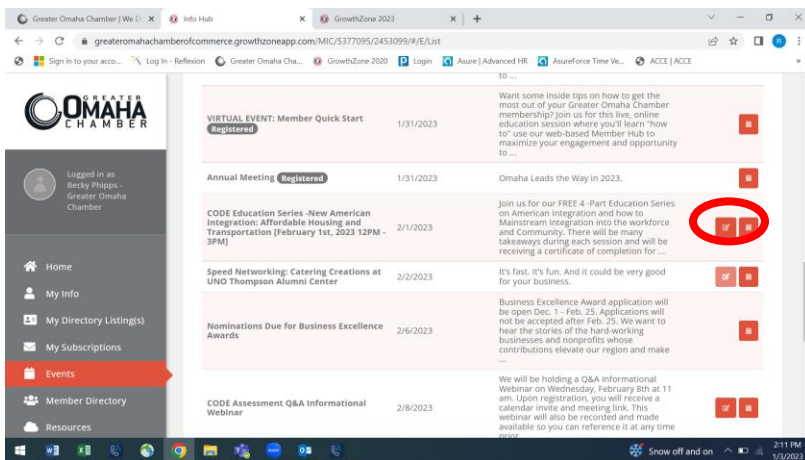 Greater Omaha Chamber | We D
Info Hub
GrowthZone 2023
greateromahachamberofcommerce.growthzoneapp.com/MIC/5377095/2453099/#/E/List
Sign in to your acco...
Log In - Reflexion
Greater Omaha Cha...
GrowthZone 2020
Login
Asure | Advanced HR
AsureForce Time Ve...
ACCE | ACCE
»
GREATER
OMAHA
CHAMBER
Logged in as
Becky Phipps -
Greater Omaha
Chamber
Home
My Info
My Directory Listing(s)
My Subscriptions
Events
Member Directory
Resources
to ...
VIRTUAL EVENT: Member Quick Start
Registered
1/31/2023
Want some inside tips on how to get the
most out of your Greater Omaha Chamber
membership? Join us for this live, online
education session where you'll learn "how
to" use our web-based Member Hub to
maximize your engagement and opportunity
to ...
Annual Meeting Registered
1/31/2023
Omaha Leads the Way in 2023.
CODE Education Series -New American
Integration: Affordable Housing and
Transportation [February 1st, 2023 12PM -
3PM]
2/1/2023
Join us for our FREE 4 -Part Education Series
on American Integration and how to
Mainstream Integration into the workforce
and Community. There will be many
takeaways during each session and will be
receiving a certificate of completion for ...
Speed Networking: Catering Creations at
UNO Thompson Alumni Center
2/2/2023
It's fast. It's fun. And it could be very good
for your business.
Nominations Due for Business Excellence
Awards
2/6/2023
Business Excellence Award application will
be open Dec. 1 - Feb. 25. Applications will
not be accepted after Feb. 25. We want to
hear the stories of the hard-working
businesses and nonprofits whose
contributions elevate our region and make
...
CODE Assessment Q&A Informational
Webinar
2/8/2023
We will be holding a Q&A Informational
Webinar on Wednesday, February 8th at 11
am. Upon registration, you will receive a
calendar invite and meeting link. This
webinar will also be recorded and made
available so you can reference it at any time
prior
Snow off and on
2:11 PM
1/3/2023